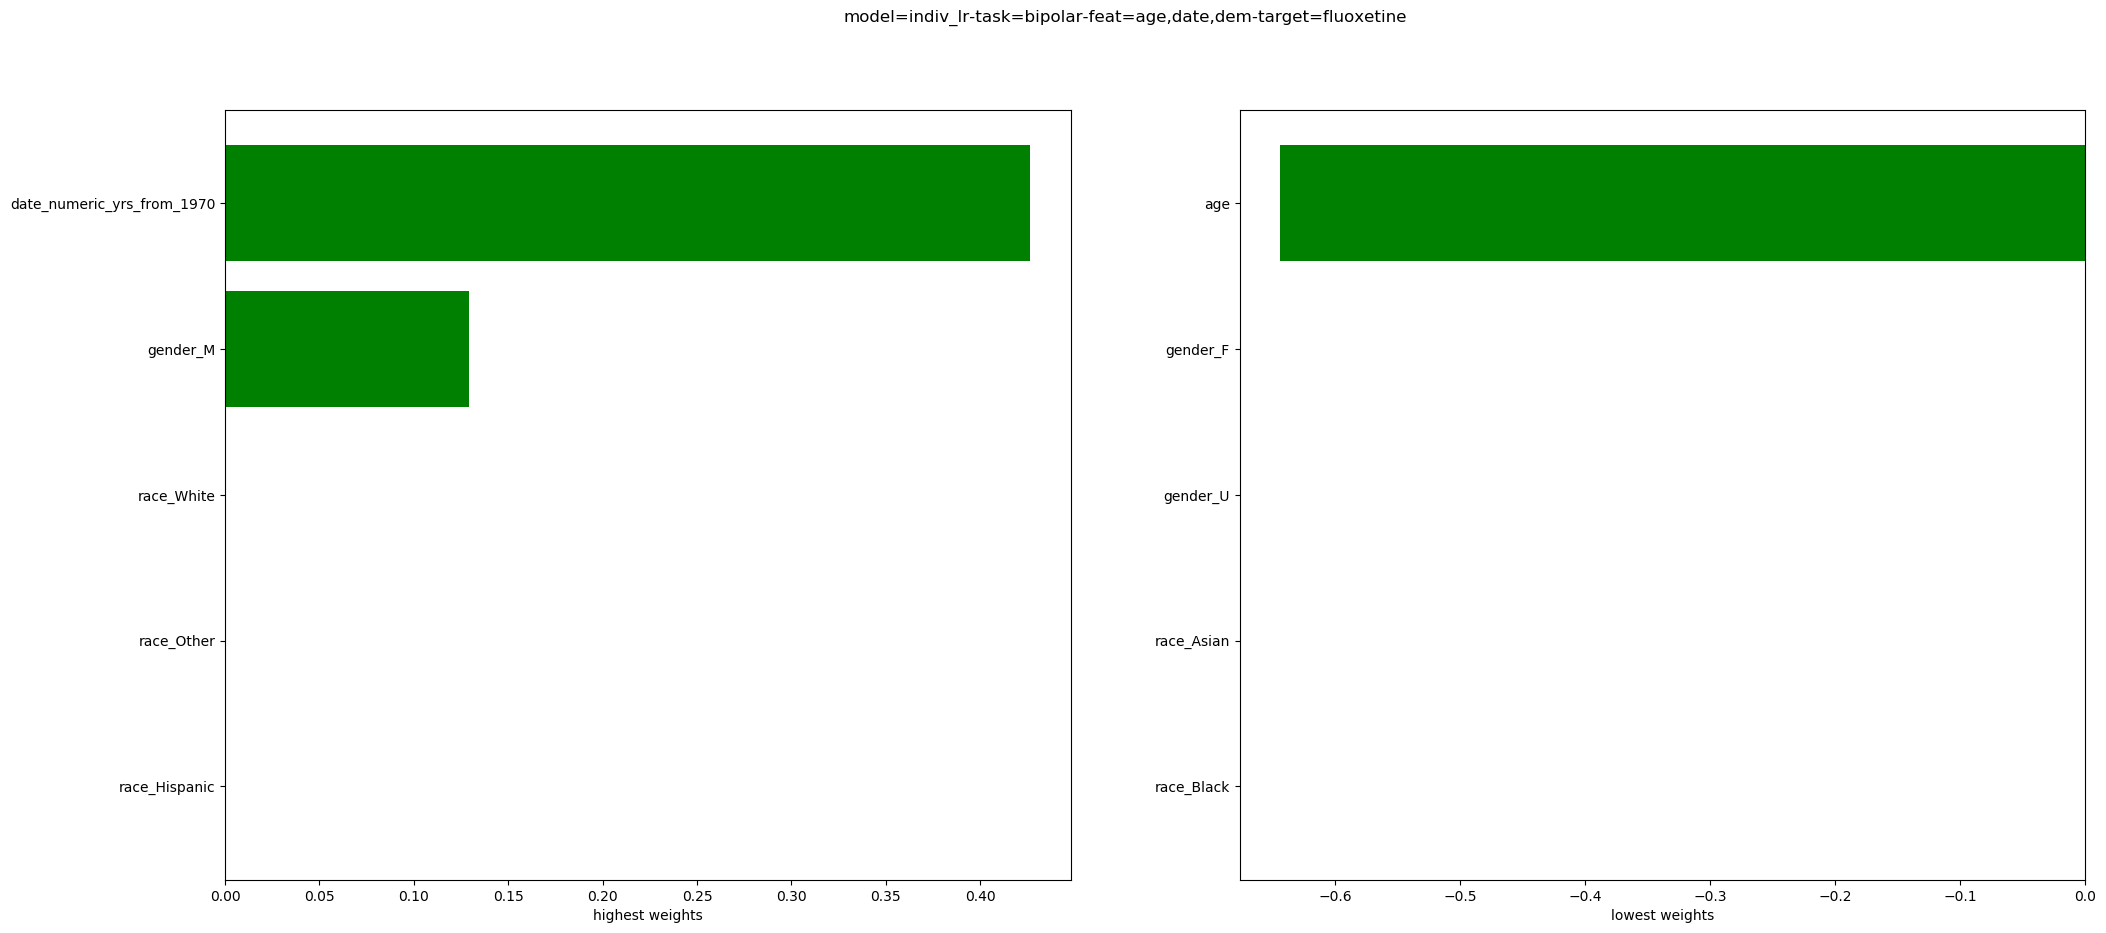 model=indiv_lr-task=bipolar-feat=age,date,dem-target=fluoxetine
date_numeric_yrs_from_1970
gender_M
race_White
race_Other
race_Hispanic
0.00 0.05 0.10 0.15 0.20 0.25 0.30 0.35 0.40
highest weights
age
gender_F
gender_U
race_Asian
race_Black
−0.6 −0.5 −0.4 −0.3 −0.2 −0.1 0.0
lowest weights